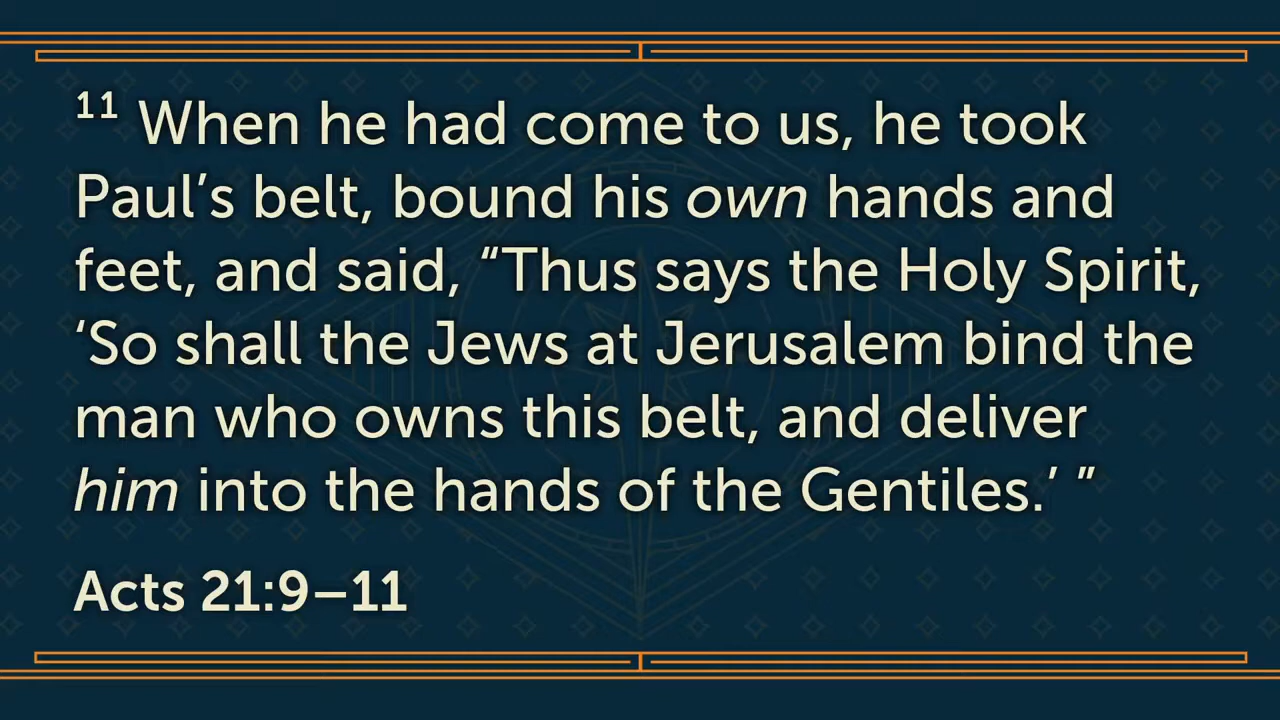 11 When he had come to us, he took
Paul’s belt, bound his own hands and
feet, and said, “Thus says the Holy Spirit,
‘So shall the Jews at Jerusalem bind the
man who owns this belt, and deliver
him into the hands of the Gentiles.’ ”
Acts 21:9–11